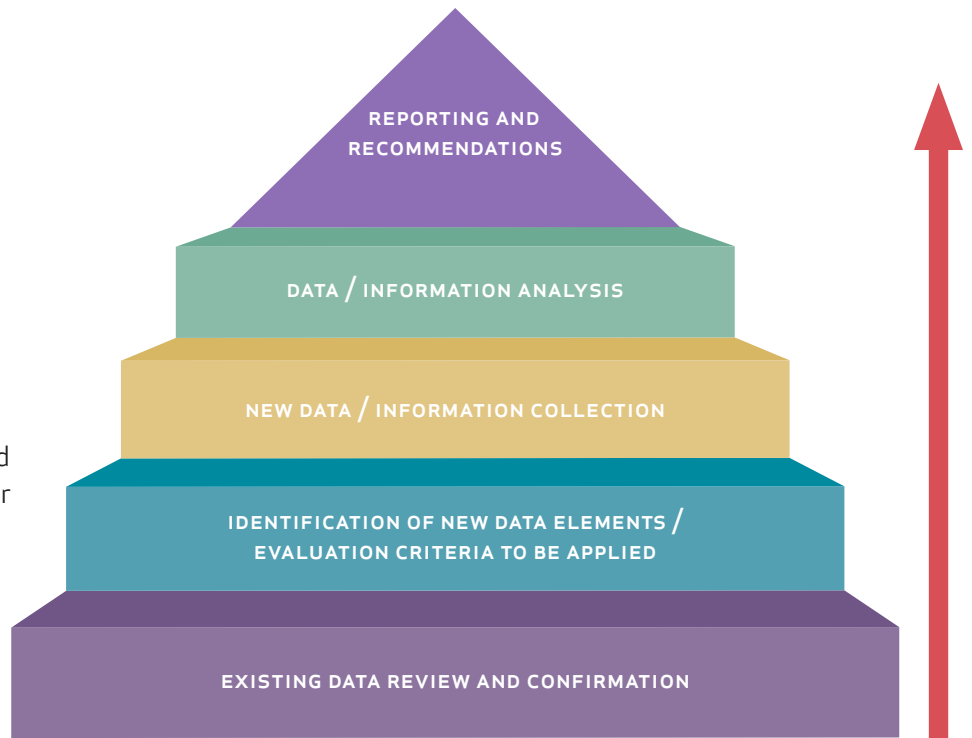 REPORTING AND
RECOMMENDATIONS
DATA / INFORMATION ANALYSIS
NEW DATA / INFORMATION COLLECTION
IDENTIFICATION OF NEW DATA ELEMENTS /
EVALUATION CRITERIA TO BE APPLIED
EXISTING DATA REVIEW AND CONFIRMATION